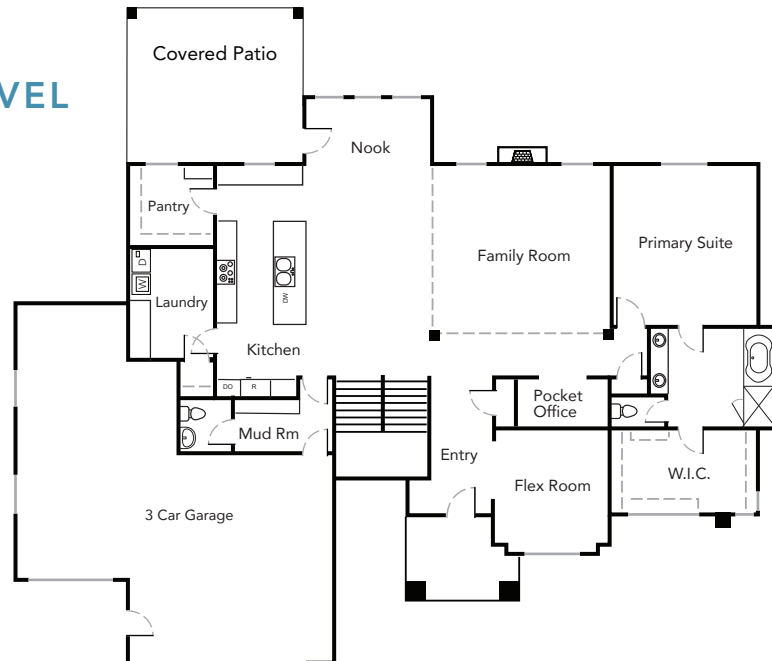 Covered Patio
VEL
Nook
Pantry
Family Room
Primary Suite
D
W
Laundry
DW
Kitchen
DO
R
Pocket
Office
Mud Rm
Entry
W.I.C.
Flex Room
3 Car Garage